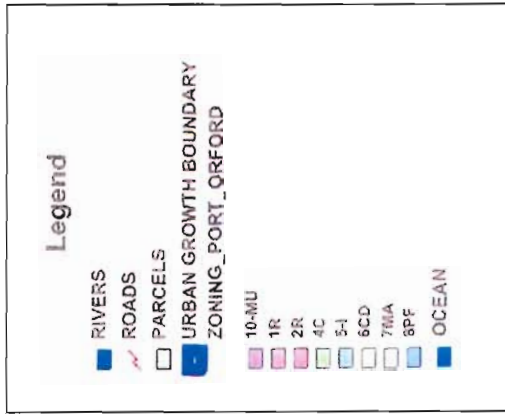 Legend
RIVERS
ROADS
PARCELS
URBAN GROWTH BOUNDARY
ZONING_PORT_ORFORD
10-MU
1R
2R
4C
5-I
6CD
7MA
8PF
OCEAN